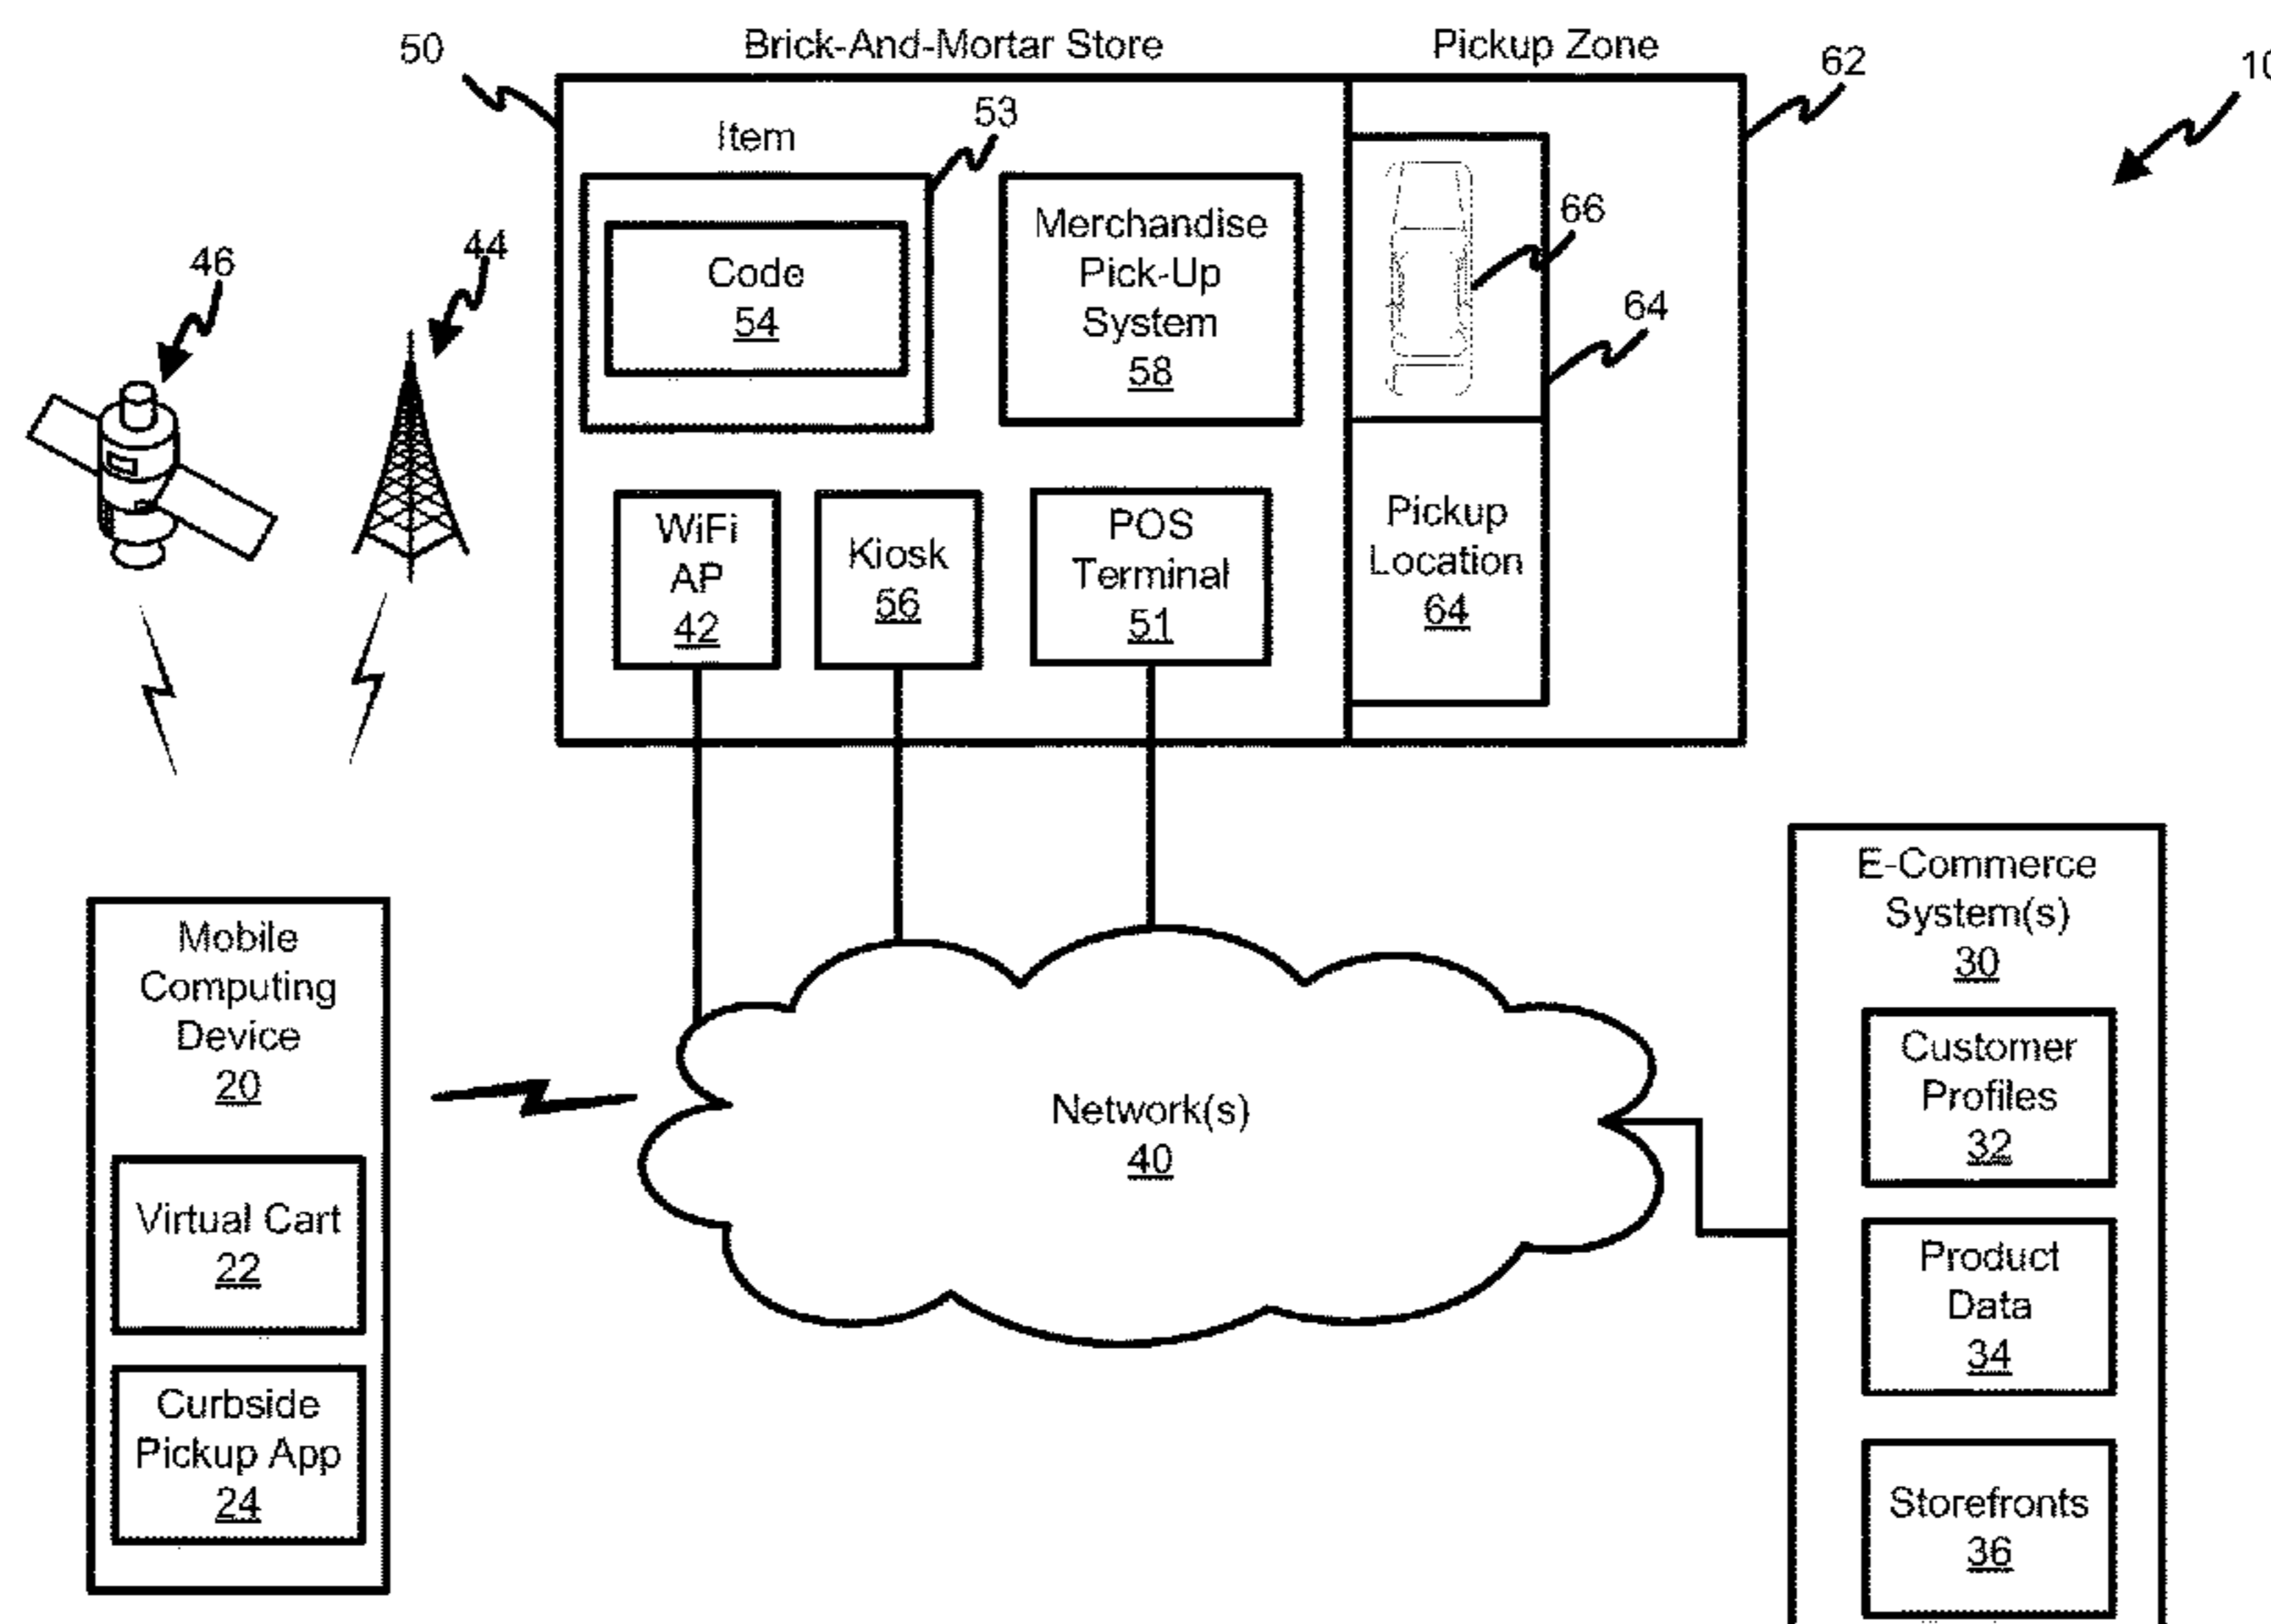 50
Brick-And-Mortar Store
Pickup Zone
62
10
Item
53
Code
54
Merchandise
Pick-Up
System
58
66
64
46
44
WiFi
AP
42
Kiosk
56
POS
Terminal
51
Pickup
Location
64
Mobile
Computing
Device
20
Virtual Cart
22
Curbside
Pickup App
24
Network(s)
40
E-Commerce
System(s)
30
Customer
Profiles
32
Product
Data
34
Storefronts
36